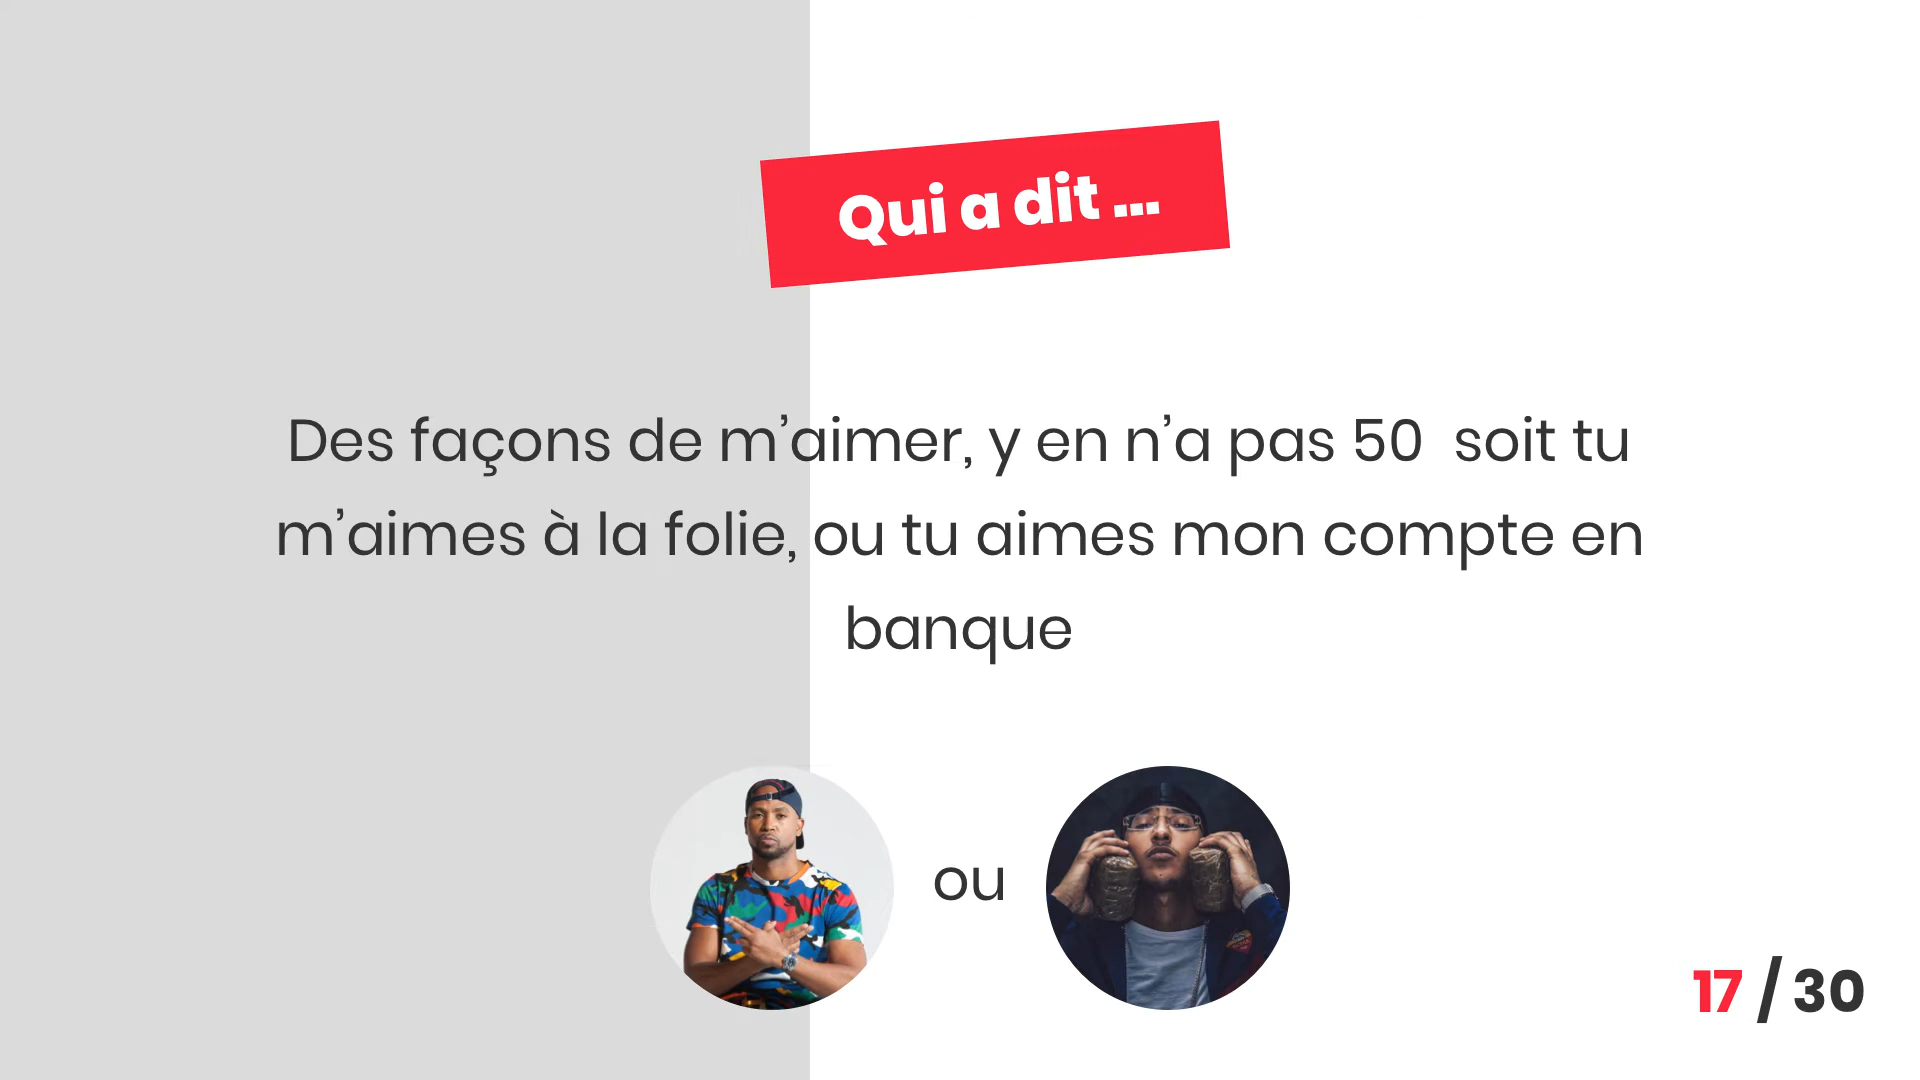 Qui a dit ...
Des façons de m’aimer, y en n’a pas 50  soit tu
m’aimes à la folie, ou tu aimes mon compte en
banque
ou
17 / 30